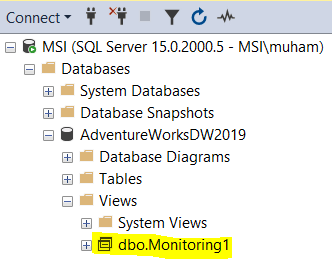 Connect
MSI (SQL Server 15.0.2000.5 - MSI\muham)
Databases
System Databases
Database Snapshots
AdventureWorksDW2019
Database Diagrams
Tables
Views
System Views
dbo.Monitoring1